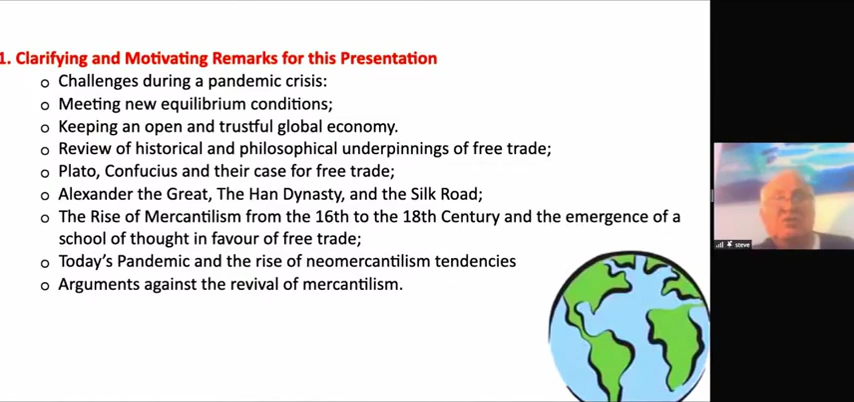 1. Clarifying and Motivating Remarks for this Presentation
o Challenges during a pandemic crisis:
o Meeting new equilibrium conditions;
o Keeping an open and trustful global economy.
o Review of historical and philosophical underpinnings of free trade;
o Plato, Confucius and their case for free trade;
o Alexander the Great, The Han Dynasty, and the Silk Road;
o The Rise of Mercantilism from the 16th to the 18th Century and the emergence of a
school of thought in favour of free trade;
o Today's Pandemic and the rise of neomercantilism tendencies
o Arguments against the revival of mercantilism.
steve